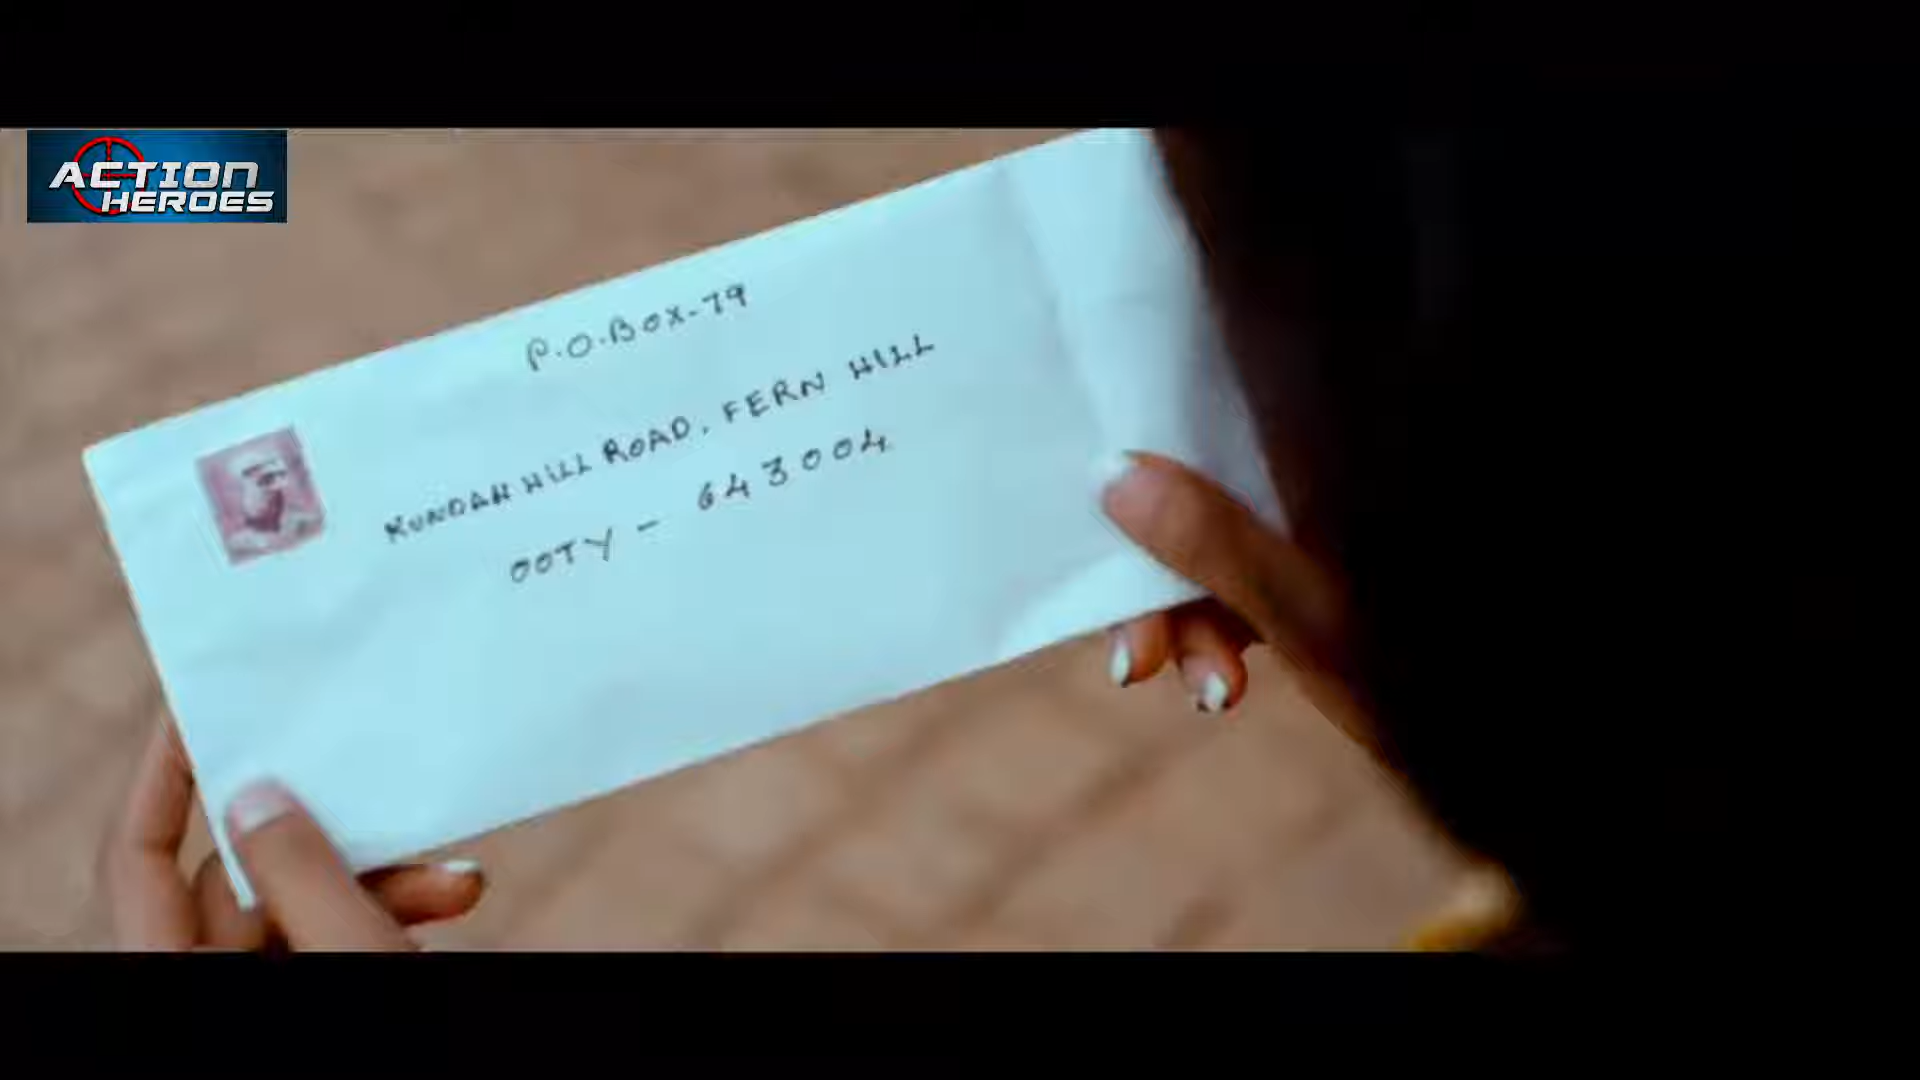 ACTION
HEROES
P.O.BOX-79
KUNDAH HILL ROAD, FERN HILL
OOTY - 643004